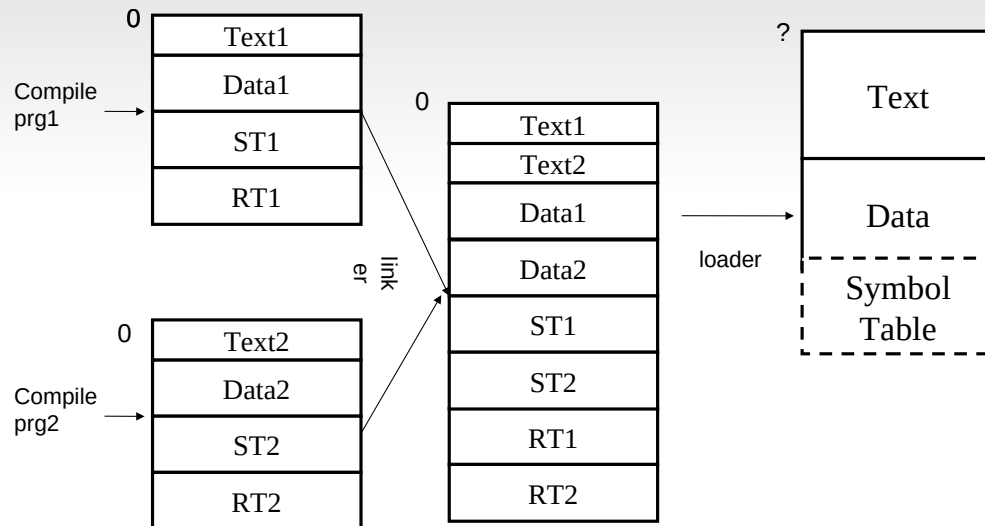 0
Text1
Data1
ST1
RT1
Compile
prg1
0
Text2
Data2
ST2
RT2
Compile
prg2
link
er
0
Text1
Text2
Data1
Data2
ST1
ST2
RT1
RT2
loader
?
Text
Data
Symbol
Table